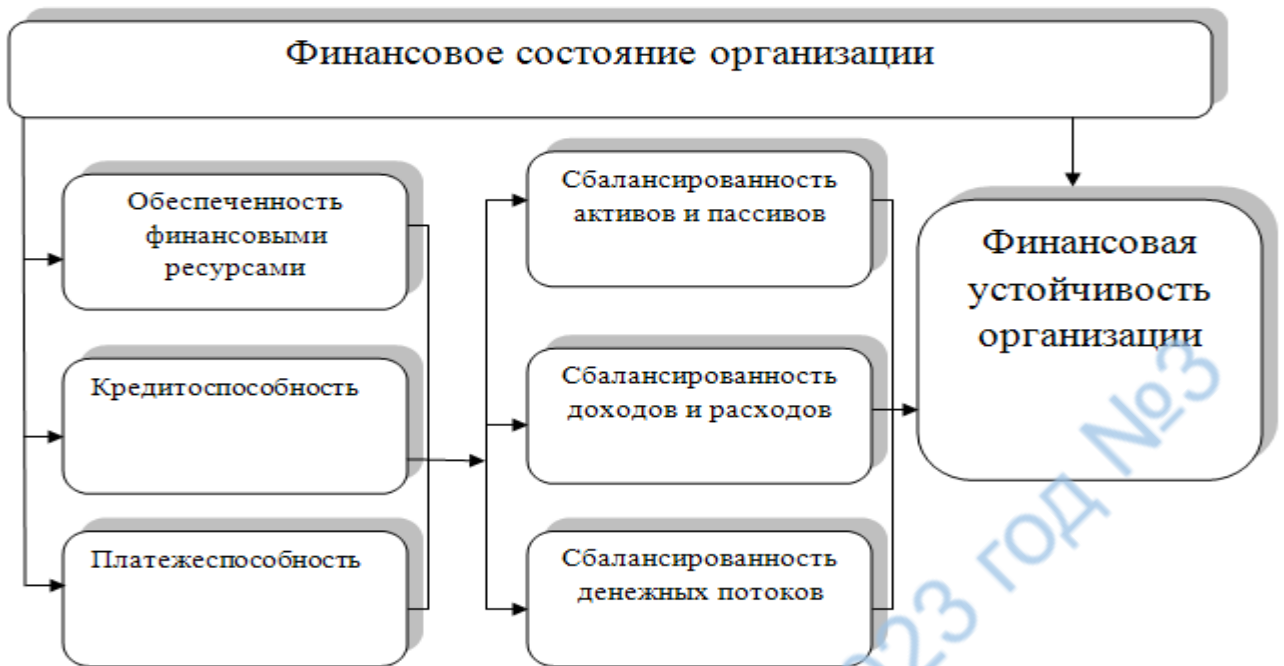 Финансовое состояние организации
Обеспеченность
финансовыми
ресурсами
Кредитоспособность
Платежеспособность
Сбалансированность
активов и пассивов
Сбалансированность
доходов и расходов
Сбалансированность
денежных потоков
Финансовая
устойчивость
организации
23 год №3